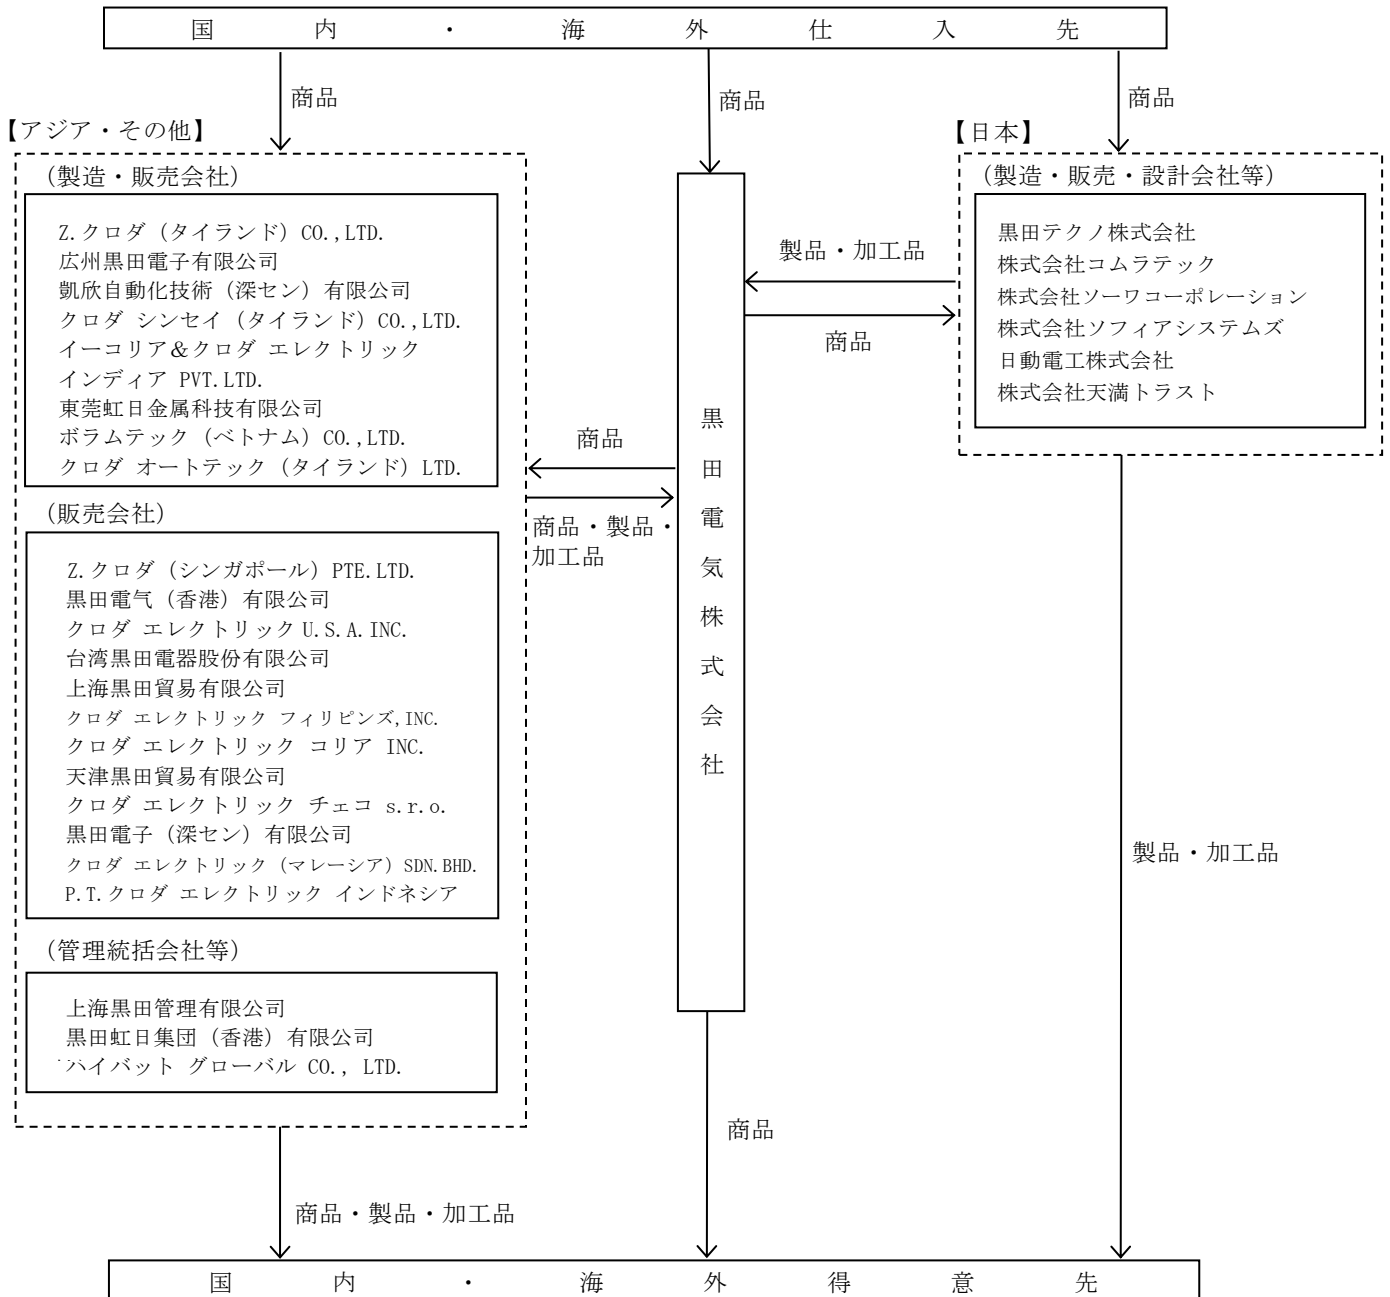 国内・海外仕入先
商品
商品
商品
【アジア・その他】
【日本】
（製造・販売会社）
Z.クロダ（タイランド）CO.,LTD.
広州黒田電子有限公司
凱欣自動化技術（深セン）有限公司
クロダ シンセイ（タイランド）CO.,LTD.
イーコリア＆クロダ エレクトリック
インディア PVT.LTD.
東莞虹日金属科技有限公司
ボラムテック（ベトナム）CO.,LTD.
クロダ オートテック（タイランド）LTD.
（販売会社）
Z.クロダ（シンガポール）PTE.LTD.
黒田電气（香港）有限公司
クロダ エレクトリック U.S.A.INC.
台湾黒田電器股份有限公司
上海黒田貿易有限公司
クロダ エレクトリック フィリピンズ,INC.
クロダ エレクトリック コリア INC.
天津黒田貿易有限公司
クロダ エレクトリック チェコ s.r.o.
黒田電子（深セン）有限公司
クロダ エレクトリック（マレーシア）SDN.BHD.
P.T.クロダ エレクトリック インドネシア
（管理統括会社等）
上海黒田管理有限公司
黒田虹日集団（香港）有限公司
ハイバット グローバル CO., LTD.
商品
商品・製品・
加工品
黒田電気株式会社
製品・加工品
商品
（製造・販売・設計会社等）
黒田テクノ株式会社
株式会社コムラテック
株式会社ソーワコーポレーション
株式会社ソフィアシステムズ
日動電工株式会社
株式会社天満トラスト
製品・加工品
商品
商品・製品・加工品
国内・海外得意先